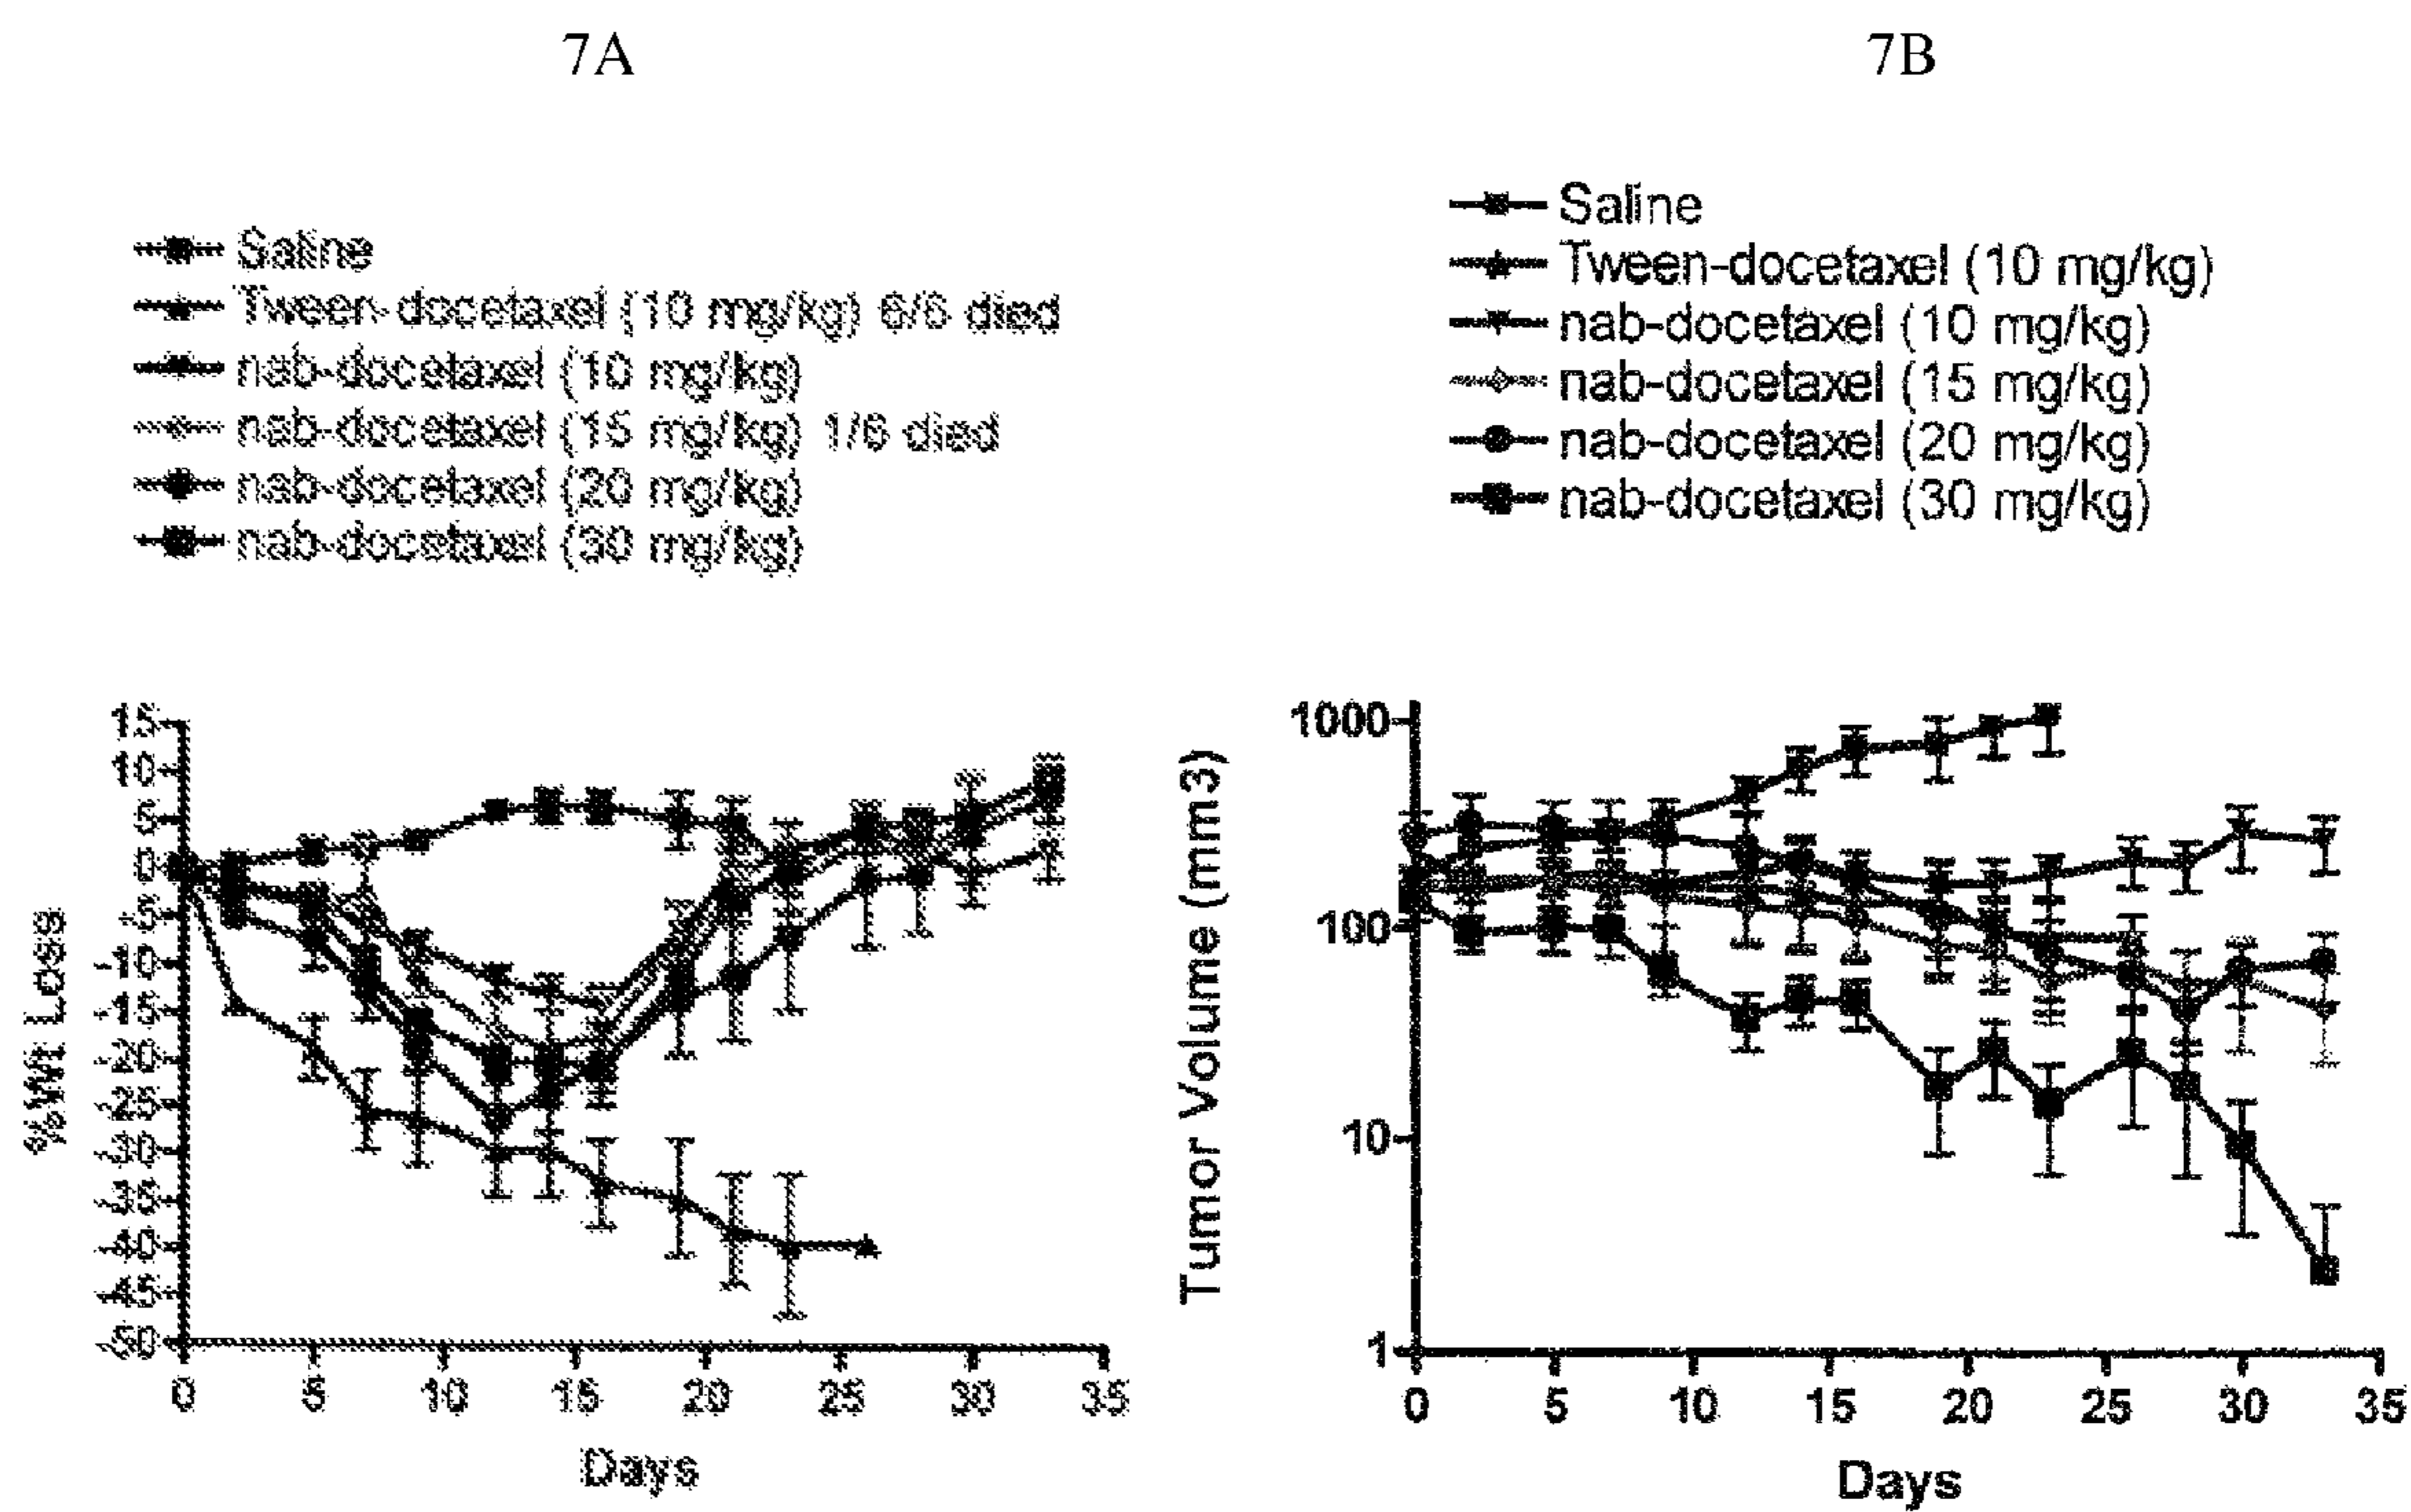 7A
7B
Saline
Tween-docetaxel (10 mg/kg) 6/6 died
nab-docetaxel (10 mg/kg)
nab-docetaxel (15 mg/kg) 1/6 died
nab-docetaxel (20 mg/kg)
nab-docetaxel (30 mg/kg)
Saline
Tween-docetaxel (10 mg/kg)
nab-docetaxel (10 mg/kg)
nab-docetaxel (15 mg/kg)
nab-docetaxel (20 mg/kg)
nab-docetaxel (30 mg/kg)
%Wt Loss
15
10
5
0
-5
-10
-15
-20
-25
-30
-35
-40
-45
-50
0 5 10 15 20 25 30 35
Days
Tumor Volume (mm3)
1000
100
10
1
0 5 10 15 20 25 30 35
Days